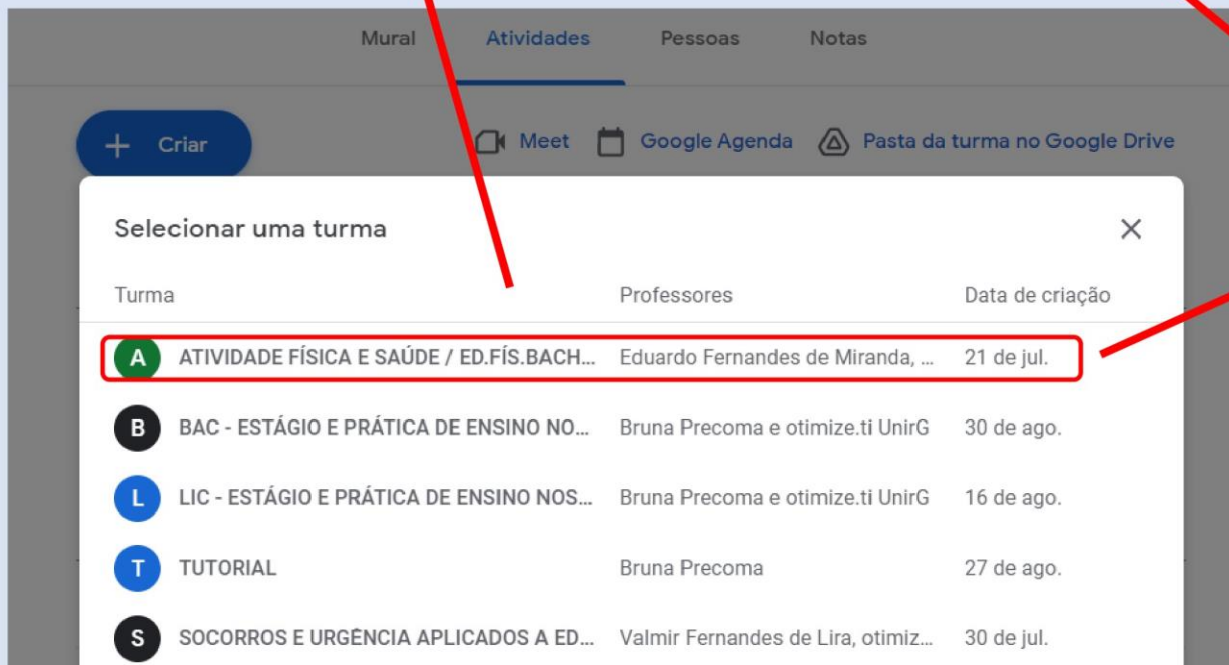 Mural Atividades Pessoas Notas
+ Criar Meet Google Agenda Pasta da turma no Google Drive
Selecionar uma turma
Turma Professores Data de criação
A ATIVIDADE FÍSICA E SAÚDE / ED.FÍS.BACH... Eduardo Fernandes de Miranda, ... 21 de jul.
B BAC - ESTÁGIO E PRÁTICA DE ENSINO NO... Bruna Precoma e otimize.ti UnirG 30 de ago.
L LIC - ESTÁGIO E PRÁTICA DE ENSINO NOS... Bruna Precoma e otimize.ti UnirG 16 de ago.
T TUTORIAL Bruna Precoma 27 de ago.
S SOCORROS E URGÊNCIA APLICADOS A ED... Valmir Fernandes de Lira, otimiz... 30 de jul.